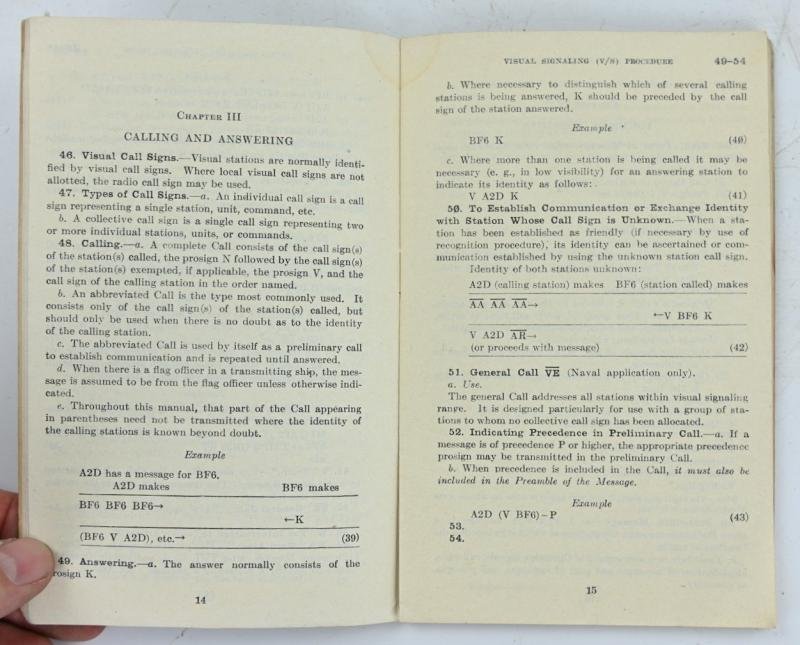 CHAPTER III
CALLING AND ANSWERING
46. Visual Call Signs.—Visual stations are normally identi-
fied by visual call signs. Where local visual call signs are not
allotted, the radio call sign may be used.
47. Types of Call Signs.—a. An individual call sign is a call
sign representing a single station, unit, command, etc.
b. A collective call sign is a single call sign representing two
or more individual stations, units, or commands.
48. Calling.—a. A complete Call consists of the call sign(s)
of the station(s) called, the prosign N followed by the call sign(s)
of the station(s) exempted, if applicable, the prosign V, and the
call sign of the calling station in the order named.
b. An abbreviated Call is the type most commonly used. It
consists only of the call sign(s) of the station(s) called, but
should only be used when there is no doubt as to the identity
of the calling station.
c. The abbreviated Call is used by itself as a preliminary call
to establish communication and is repeated until answered.
d. When there is a flag officer in a transmitting ship, the mes-
sage is assumed to be from the flag officer unless otherwise indi-
cated.
e. Throughout this manual, that part of the Call appearing
in parentheses need not be transmitted where the identity of
the calling stations is known beyond doubt.
Example
A2D has a message for BF6.
A2D makes BF6 makes
BF6 BF6 BF6→
←K
(BF6 V A2D), etc.→ (39)
49. Answering.—a. The answer normally consists of the
rosign K.
14
VISUAL SIGNALING (V/S) PROCEDURE 49–54
b. Where necessary to distinguish which of several calling
stations is being answered, K should be preceded by the call
sign of the station answered.
Example
BF6 K (40)
c. Where more than one station is being called it may be
necessary (e. g., in low visibility) for an answering station to
indicate its identity as follows:
V A2D K (41)
50. To Establish Communication or Exchange Identity
with Station Whose Call Sign is Unknown.—When a sta-
tion has been established as friendly (if necessary by use of
recognition procedure), its identity can be ascertained or com-
munication established by using the unknown station call sign.
Identity of both stations unknown:
A2D (calling station) makes BF6 (station called) makes
A̅A̅ A̅A̅ A̅A̅→
←V BF6 K
V A2D A̅R̅→
(or proceeds with message) (42)
51. General Call V̅E̅ (Naval application only).
a. Use.
The general Call addresses all stations within visual signaling
range. It is designed particularly for use with a group of sta-
tions to whom no collective call sign has been allocated.
52. Indicating Precedence in Preliminary Call.—a. If a
message is of precedence P or higher, the appropriate precedence
prosign may be transmitted in the preliminary Call.
b. When precedence is included in the Call, it must also be
included in the Preamble of the Message.
Example
A2D (V BF6)–P (43)
53.
54.
15